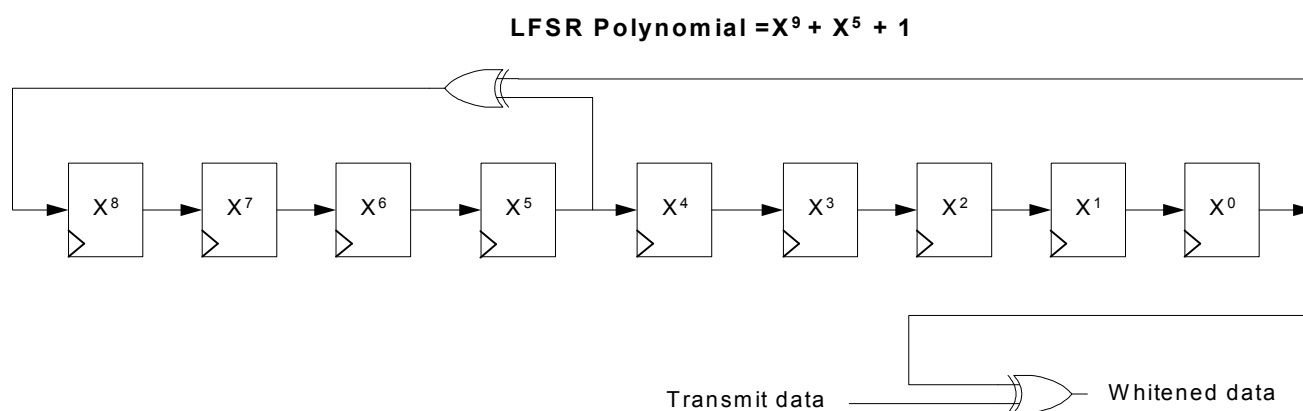 LFSR Polynomial =X⁹ + X⁵ + 1
X⁸ X⁷ X⁶ X⁵ X⁴ X³ X² X¹ X⁰
Transmit data
Whitened data